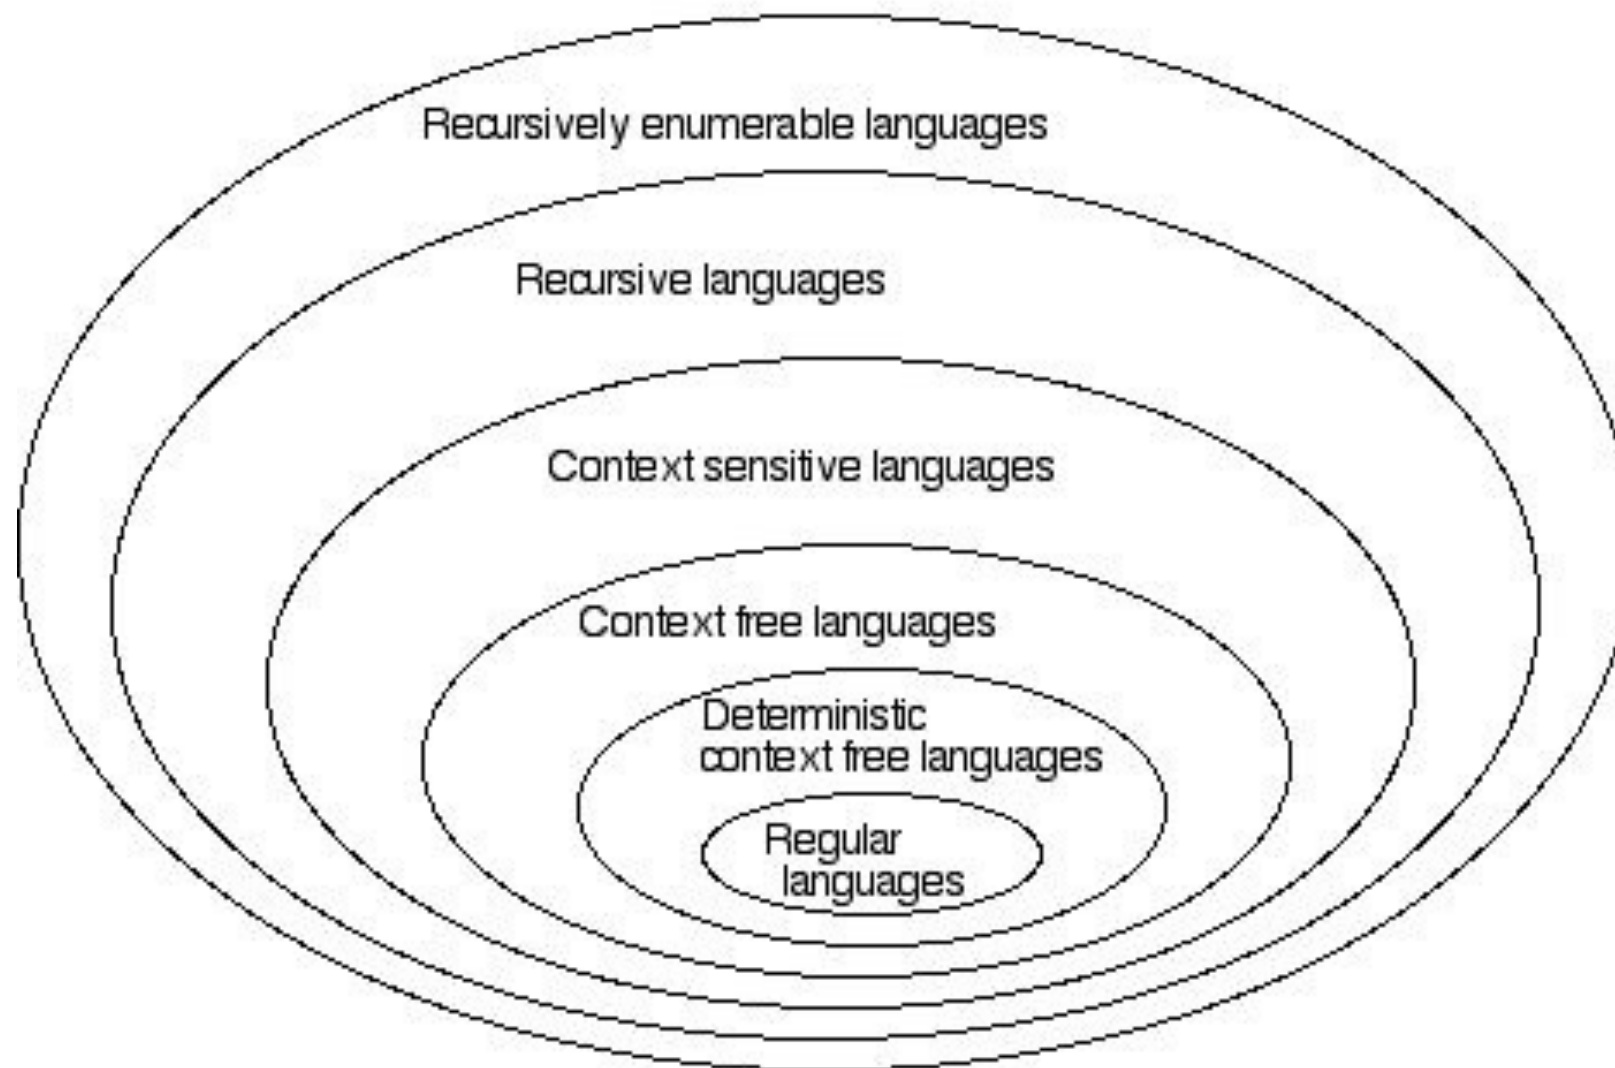 Recursively enumerable languages
Recursive languages
Context sensitive languages
Context free languages
Deterministic
context free languages
Regular
languages